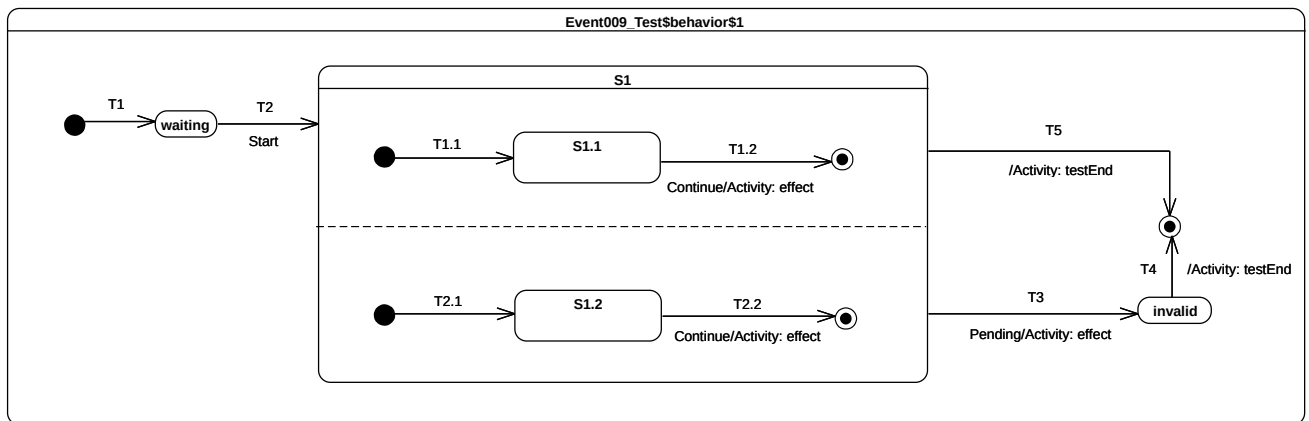 Event009_Test$behavior$1
S1
T1
waiting
T2
Start
T1.1
S1.1
T1.2
Continue/Activity: effect
T5
/Activity: testEnd
T2.1
S1.2
T2.2
Continue/Activity: effect
T4
/Activity: testEnd
T3
Pending/Activity: effect
invalid